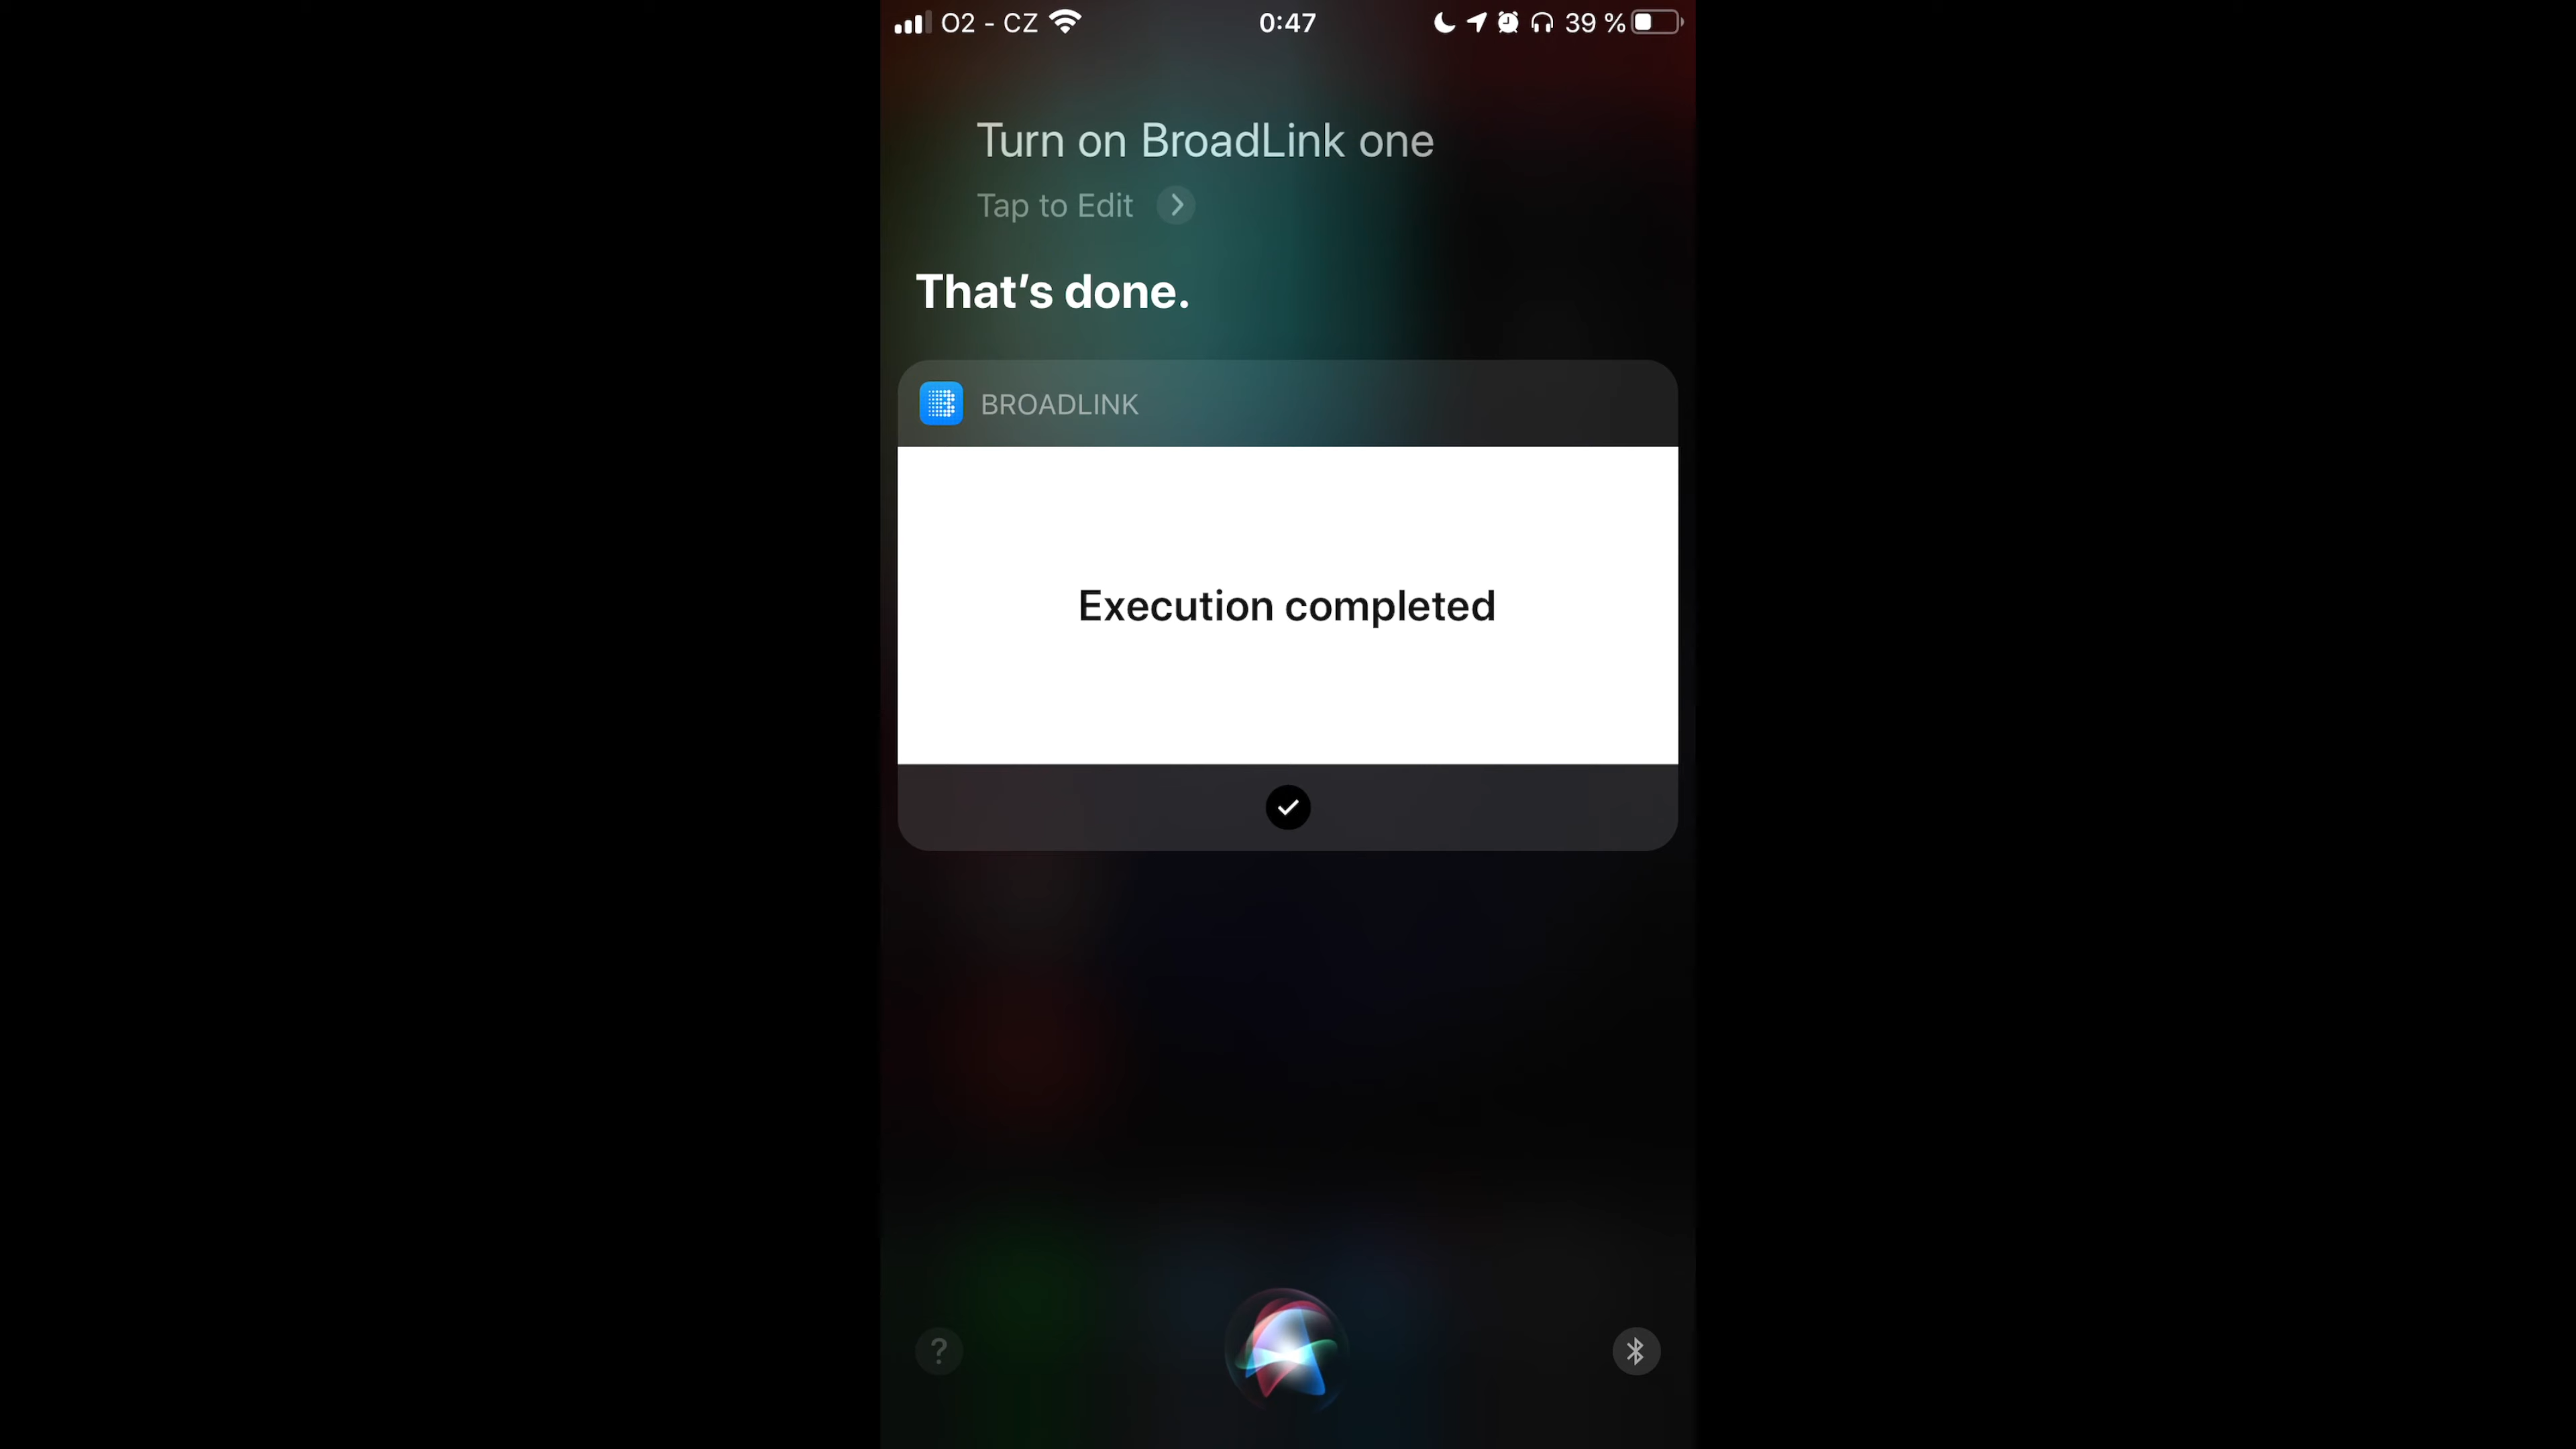 O2 - CZ 0:47 39 %
Turn on BroadLink one
Tap to Edit
That's done.
BROADLINK
Execution completed
?